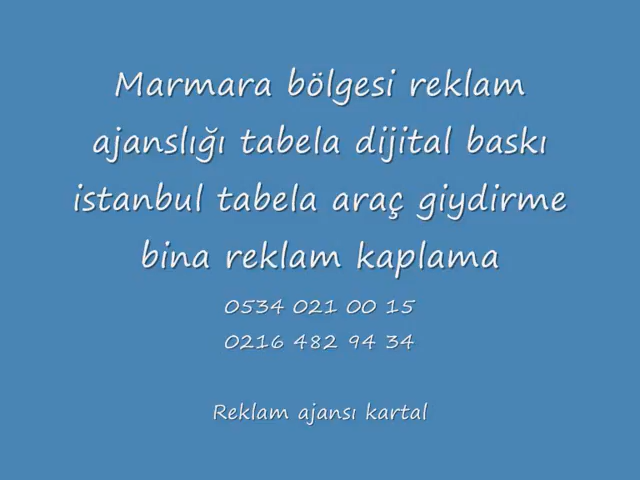 Marmara bölgesi reklam
ajanslığı tabela dijital baskı
istanbul tabela araç giydirme
bina reklam kaplama
0534 021 00 15
0216 482 94 34
Reklam ajansı kartal